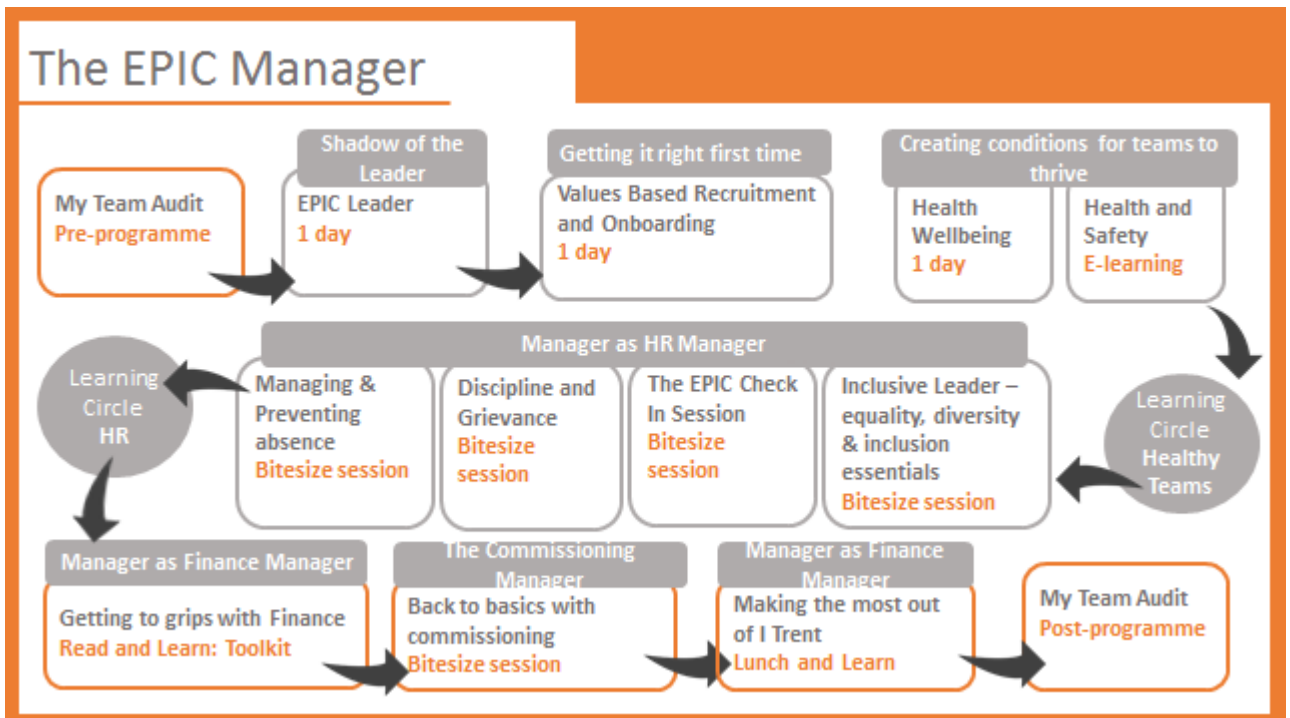 The EPIC Manager
My Team Audit
Pre-programme
Shadow of the
Leader
EPIC Leader
1 day
Getting it right first time
Values Based Recruitment
and Onboarding
1 day
Creating conditions for teams to
thrive
Health
Wellbeing
1 day
Health and
Safety
E-learning
Learning
Circle
Healthy
Teams
Manager as HR Manager
Inclusive Leader –
equality, diversity
& inclusion
essentials
Bitesize session
The EPIC Check
In Session
Bitesize
session
Discipline and
Grievance
Bitesize
session
Managing &
Preventing
absence
Bitesize session
Learning
Circle
HR
Manager as Finance Manager
Getting to grips with Finance
Read and Learn: Toolkit
The Commissioning
Manager
Back to basics with
commissioning
Bitesize session
Manager as Finance
Manager
Making the most out
of I Trent
Lunch and Learn
My Team Audit
Post-programme